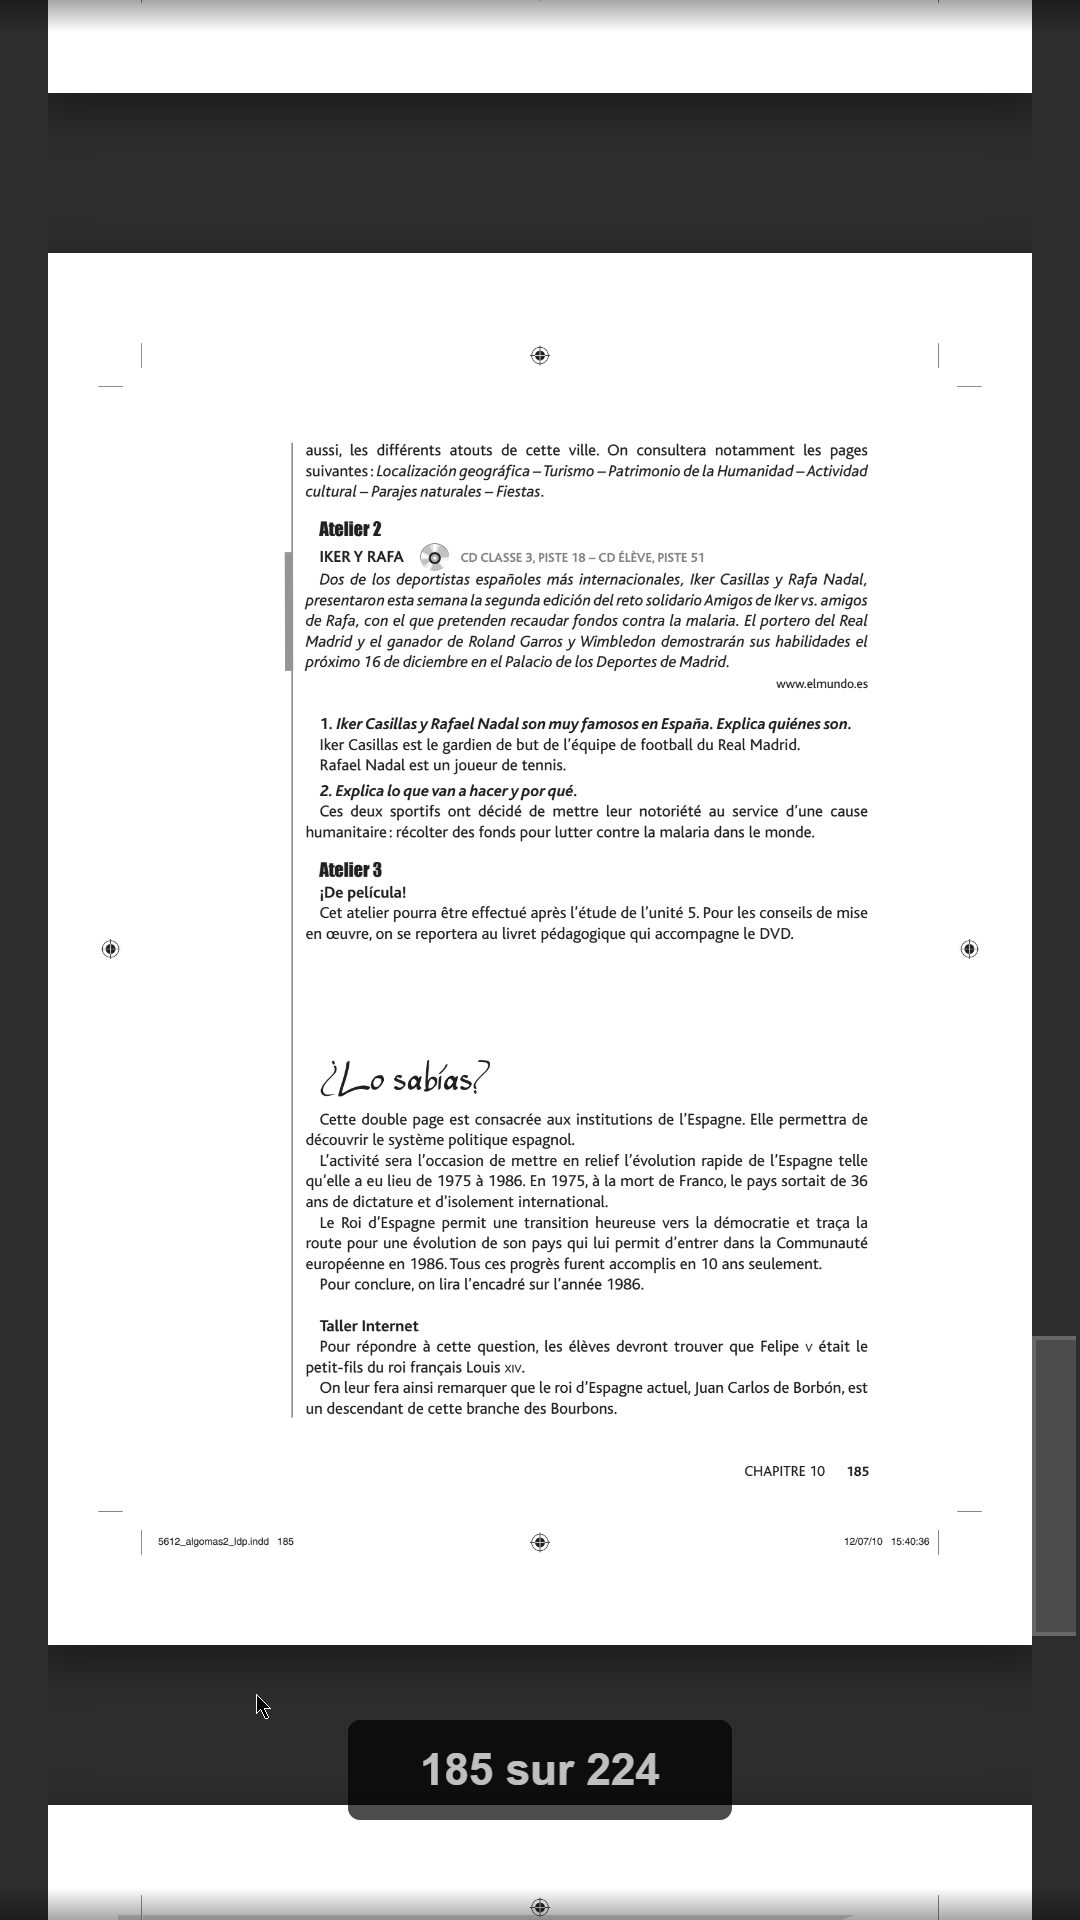 aussi, les différents atouts de cette ville. On consultera notamment les pages
suivantes : Localización geográfica – Turismo – Patrimonio de la Humanidad – Actividad
cultural – Parajes naturales – Fiestas.
Atelier 2
IKER Y RAFA CD CLASSE 3, PISTE 18 – CD ÉLÈVE, PISTE 51
Dos de los deportistas españoles más internacionales, Iker Casillas y Rafa Nadal,
presentaron esta semana la segunda edición del reto solidario Amigos de Iker vs. amigos
de Rafa, con el que pretenden recaudar fondos contra la malaria. El portero del Real
Madrid y el ganador de Roland Garros y Wimbledon demostrarán sus habilidades el
próximo 16 de diciembre en el Palacio de los Deportes de Madrid.
www.elmundo.es
1. Iker Casillas y Rafael Nadal son muy famosos en España. Explica quiénes son.
Iker Casillas est le gardien de but de l'équipe de football du Real Madrid.
Rafael Nadal est un joueur de tennis.
2. Explica lo que van a hacer y por qué.
Ces deux sportifs ont décidé de mettre leur notoriété au service d'une cause
humanitaire : récolter des fonds pour lutter contre la malaria dans le monde.
Atelier 3
¡De película!
Cet atelier pourra être effectué après l'étude de l'unité 5. Pour les conseils de mise
en œuvre, on se reportera au livret pédagogique qui accompagne le DVD.
¿Lo sabías?
Cette double page est consacrée aux institutions de l'Espagne. Elle permettra de
découvrir le système politique espagnol.
L'activité sera l'occasion de mettre en relief l'évolution rapide de l'Espagne telle
qu'elle a eu lieu de 1975 à 1986. En 1975, à la mort de Franco, le pays sortait de 36
ans de dictature et d'isolement international.
Le Roi d'Espagne permit une transition heureuse vers la démocratie et traça la
route pour une évolution de son pays qui lui permit d'entrer dans la Communauté
européenne en 1986. Tous ces progrès furent accomplis en 10 ans seulement.
Pour conclure, on lira l'encadré sur l'année 1986.
Taller Internet
Pour répondre à cette question, les élèves devront trouver que Felipe V était le
petit-fils du roi français Louis XIV.
On leur fera ainsi remarquer que le roi d'Espagne actuel, Juan Carlos de Borbón, est
un descendant de cette branche des Bourbons.
CHAPITRE 10 185
5612_algomas2_ldp.indd 185 12/07/10 15:40:36
185 sur 224